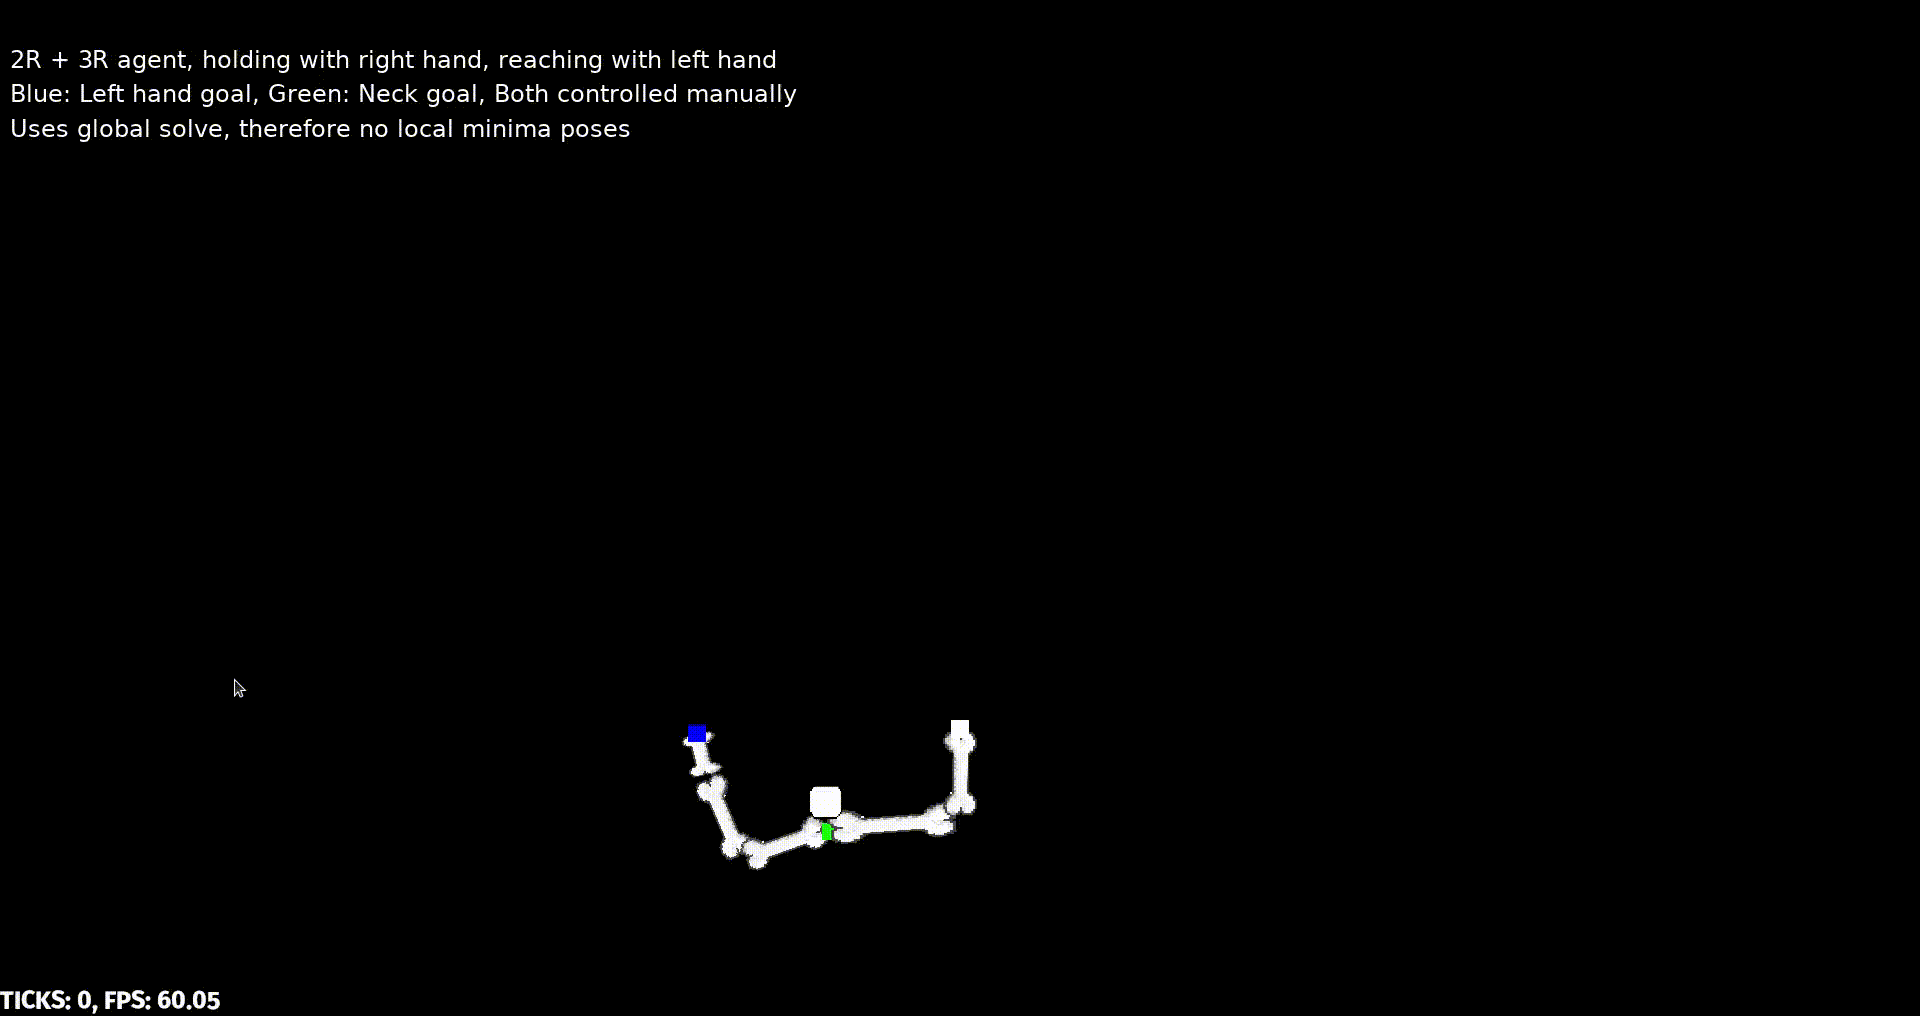 2R + 3R agent, holding with right hand, reaching with left hand
Blue: Left hand goal, Green: Neck goal, Both controlled manually
Uses global solve, therefore no local minima poses
TICKS: 0, FPS: 60.05